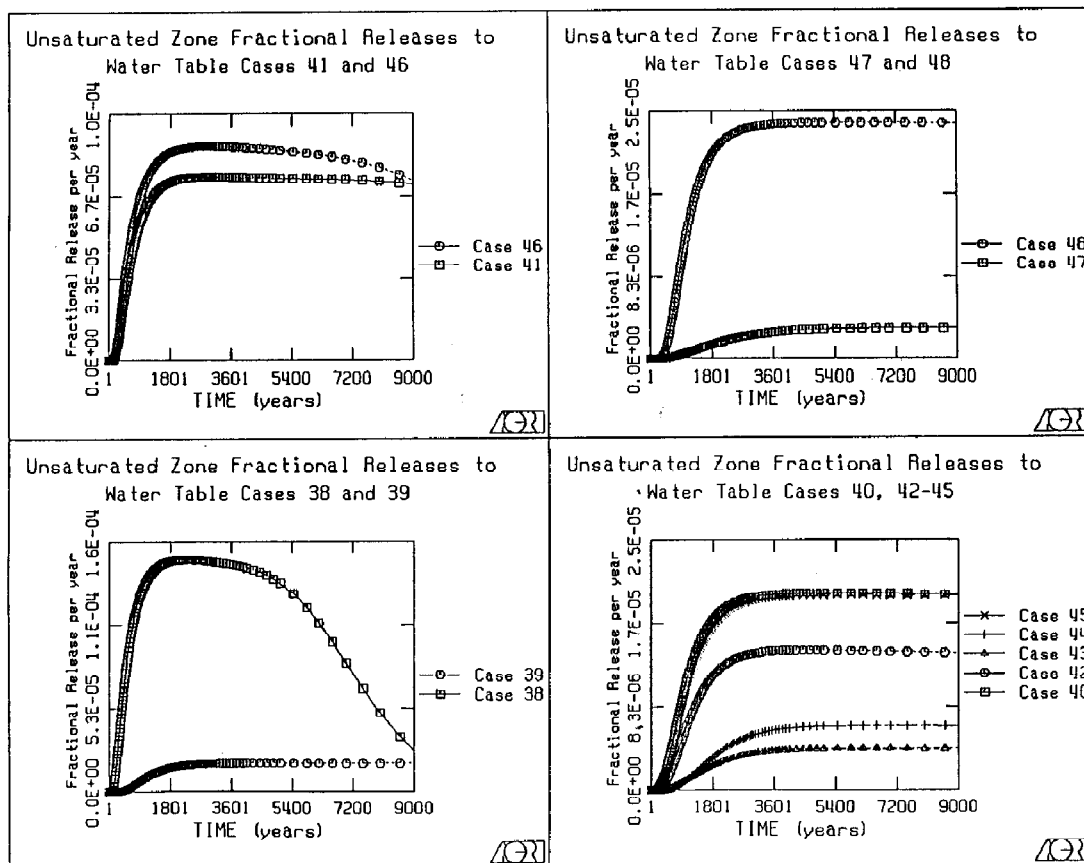 Unsaturated Zone Fractional Releases to
Water Table Cases 41 and 46
Fractional Release per year
0.0E+00 3.3E-05 6.7E-05 1.0E-04
1 1801 3601 5400 7200 9000
TIME (years)
Case 46
Case 41
Unsaturated Zone Fractional Releases to
Water Table Cases 47 and 48
Fractional Release per year
0.0E+00 8.3E-06 1.7E-05 2.5E-05
1 1801 3601 5400 7200 9000
TIME (years)
Case 48
Case 47
Unsaturated Zone Fractional Releases to
Water Table Cases 38 and 39
Fractional Release per year
0.0E+00 5.3E-05 1.1E-04 1.6E-04
1 1801 3601 5400 7200 9000
TIME (years)
Case 39
Case 38
Unsaturated Zone Fractional Releases to
Water Table Cases 40, 42-45
Fractional Release per year
0.0E+00 8.3E-06 1.7E-05 2.5E-05
1 1801 3601 5400 7200 9000
TIME (years)
Case 45
Case 44
Case 43
Case 42
Case 40